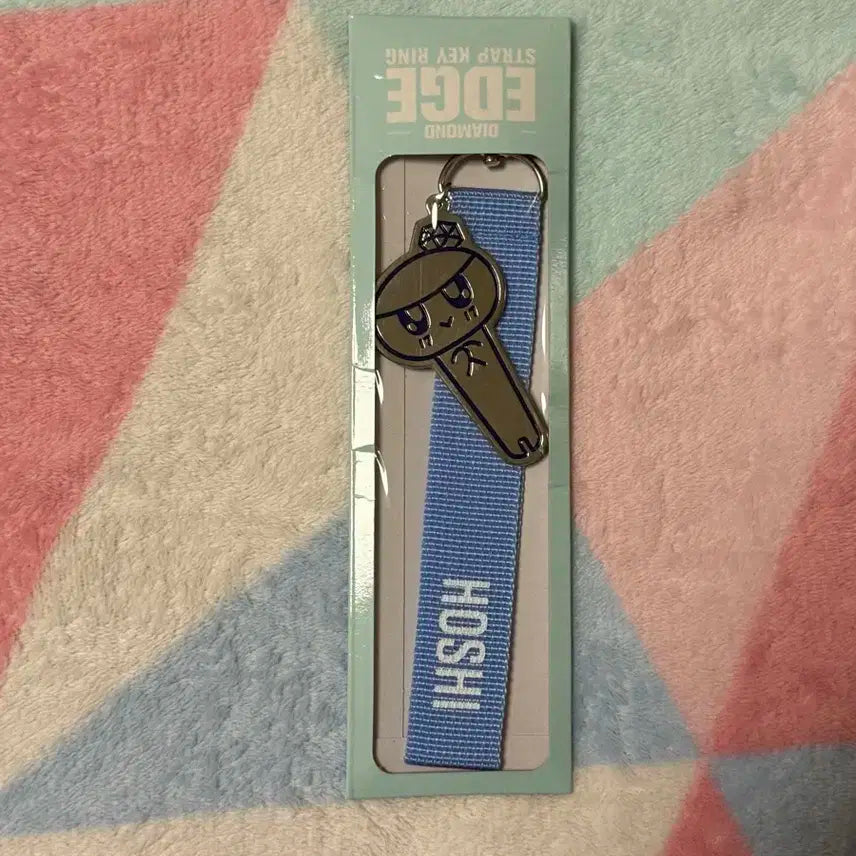 DIAMOND
EDGE
STRAP KEY RING
HOSHI